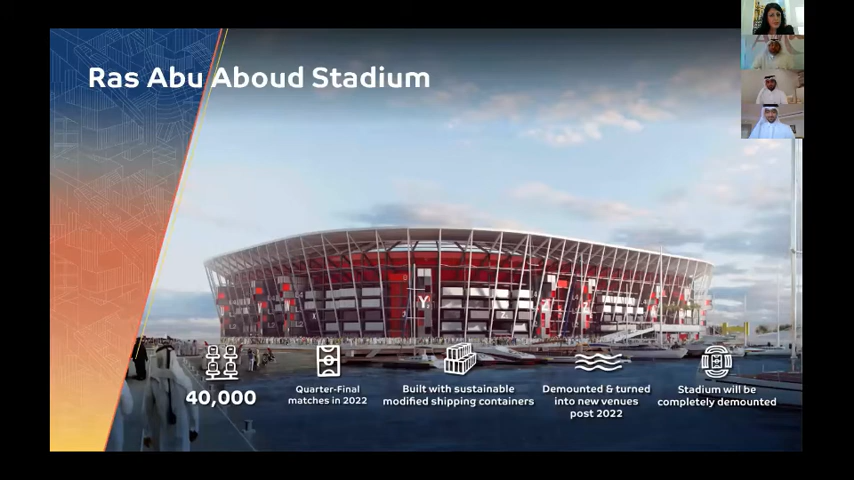 Ras Abu Aboud Stadium
Y
40,000
Quarter-Final
matches in 2022
Built with sustainable
modified shipping containers
Demounted & turned
into new venues
post 2022
Stadium will be
completely demounted